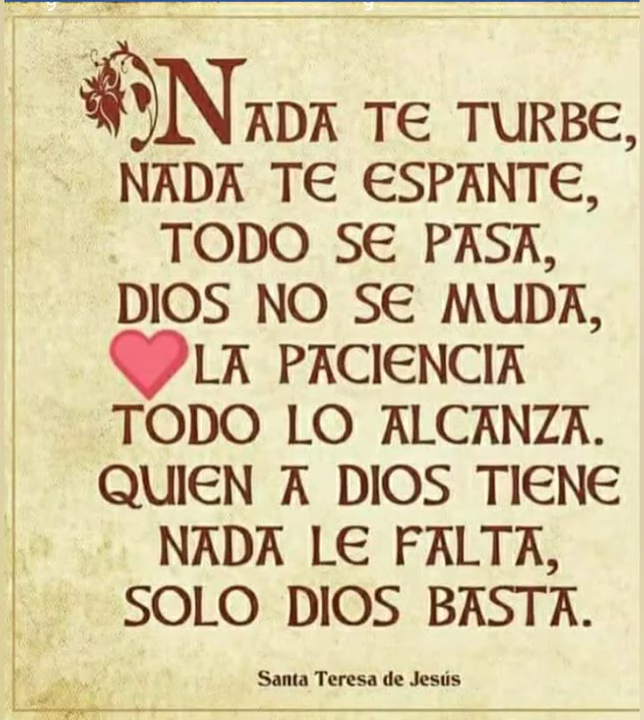 NADA TE TURBE,
NADA TE ESPANTE,
TODO SE PASA,
DIOS NO SE MUDA,
LA PACIENCIA
TODO LO ALCANZA.
QUIEN A DIOS TIENE
NADA LE FALTA,
SOLO DIOS BASTA.
Santa Teresa de Jesús